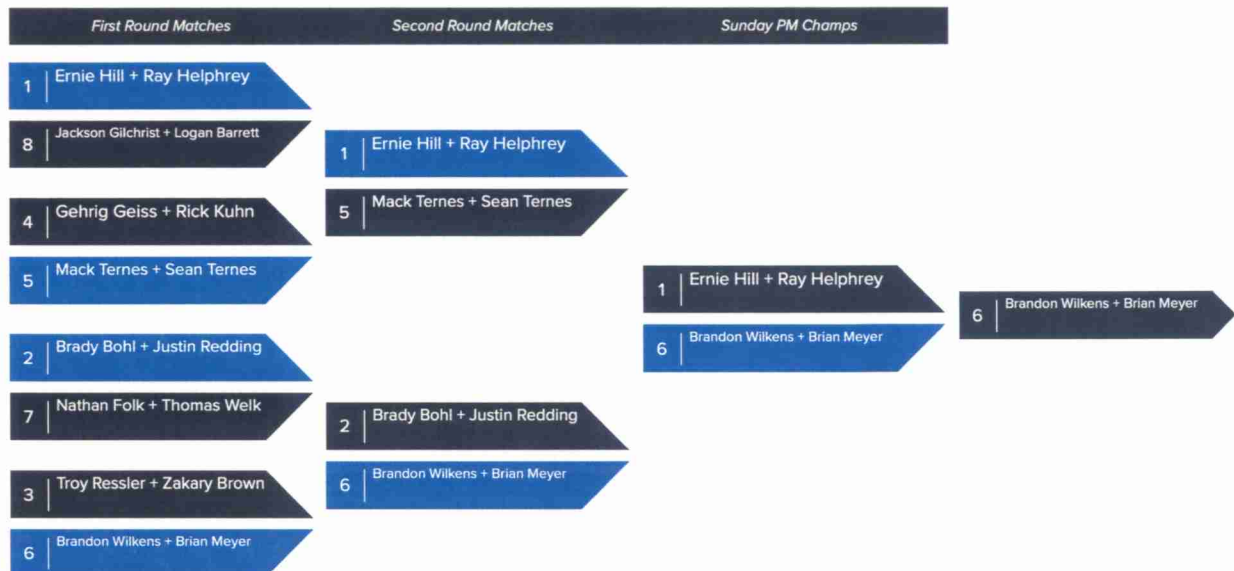 First Round Matches
Second Round Matches
Sunday PM Champs
1 Ernie Hill + Ray Helphrey
8 Jackson Gilchrist + Logan Barrett
4 Gehrig Geiss + Rick Kuhn
5 Mack Ternes + Sean Ternes
2 Brady Bohl + Justin Redding
7 Nathan Folk + Thomas Welk
3 Troy Ressler + Zakary Brown
6 Brandon Wilkens + Brian Meyer
1 Ernie Hill + Ray Helphrey
5 Mack Ternes + Sean Ternes
2 Brady Bohl + Justin Redding
6 Brandon Wilkens + Brian Meyer
1 Ernie Hill + Ray Helphrey
6 Brandon Wilkens + Brian Meyer
6 Brandon Wilkens + Brian Meyer